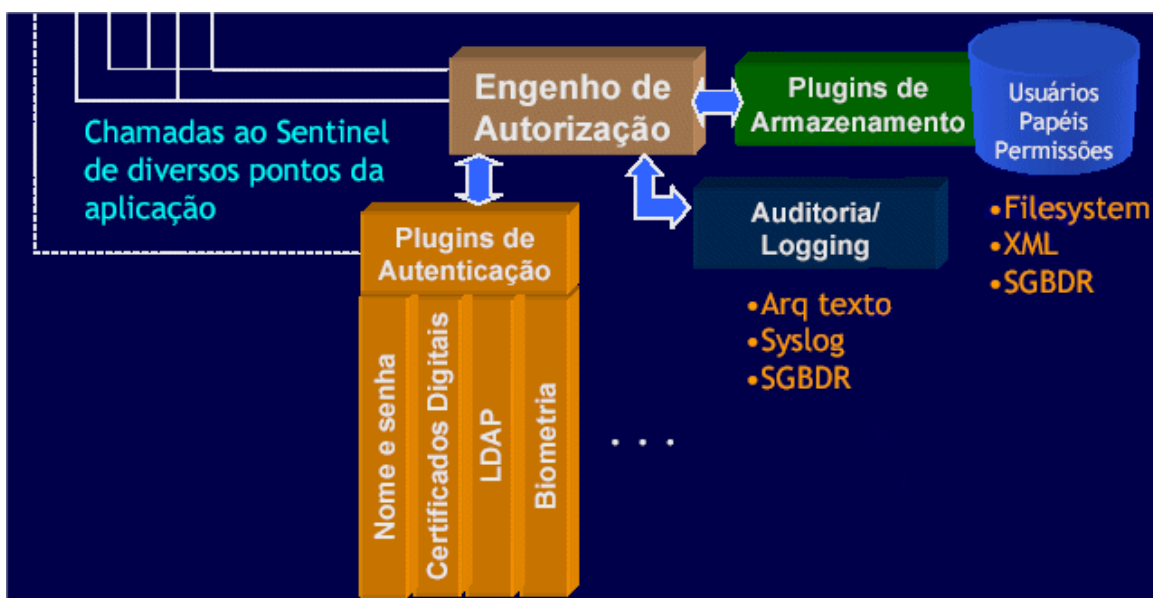 Engenho de
Autorização
Plugins de
Armazenamento
Usuários
Papéis
Permissões
Chamadas ao Sentinel
de diversos pontos da
aplicação
Auditoria/
Logging
•Filesystem
•XML
•SGBDR
Plugins de
Autenticação
•Arq texto
•Syslog
•SGBDR
Nome e senha
Certificados Digitais
LDAP
Biometria
. . .